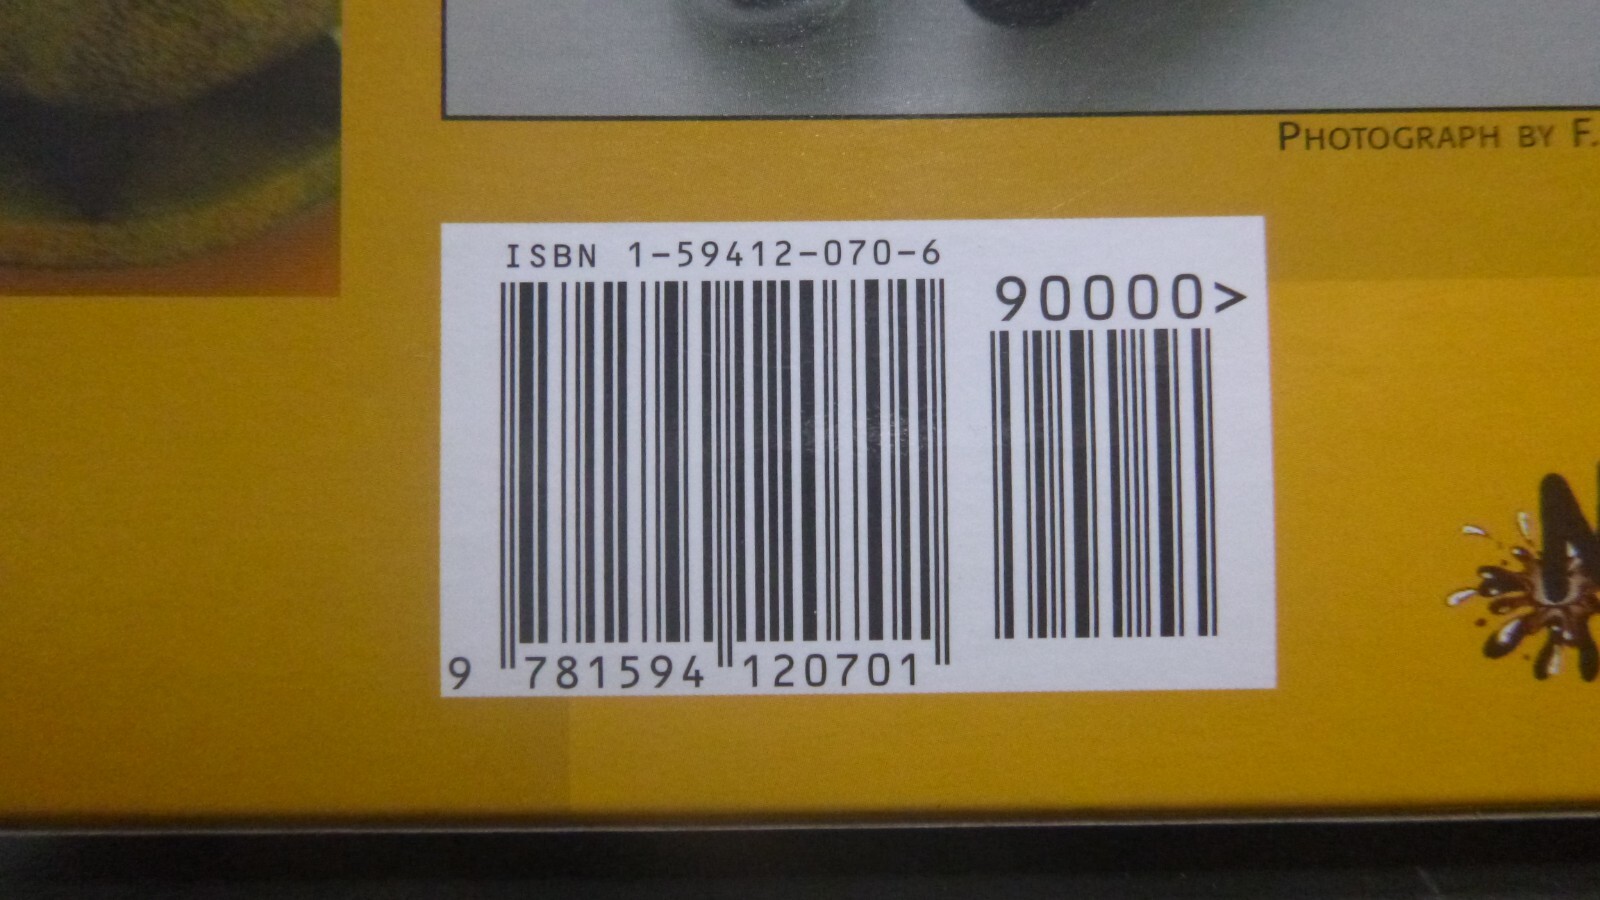 PHOTOGRAPH BY F.
ISBN 1-59412-070-6
90000>
9 781594 120701